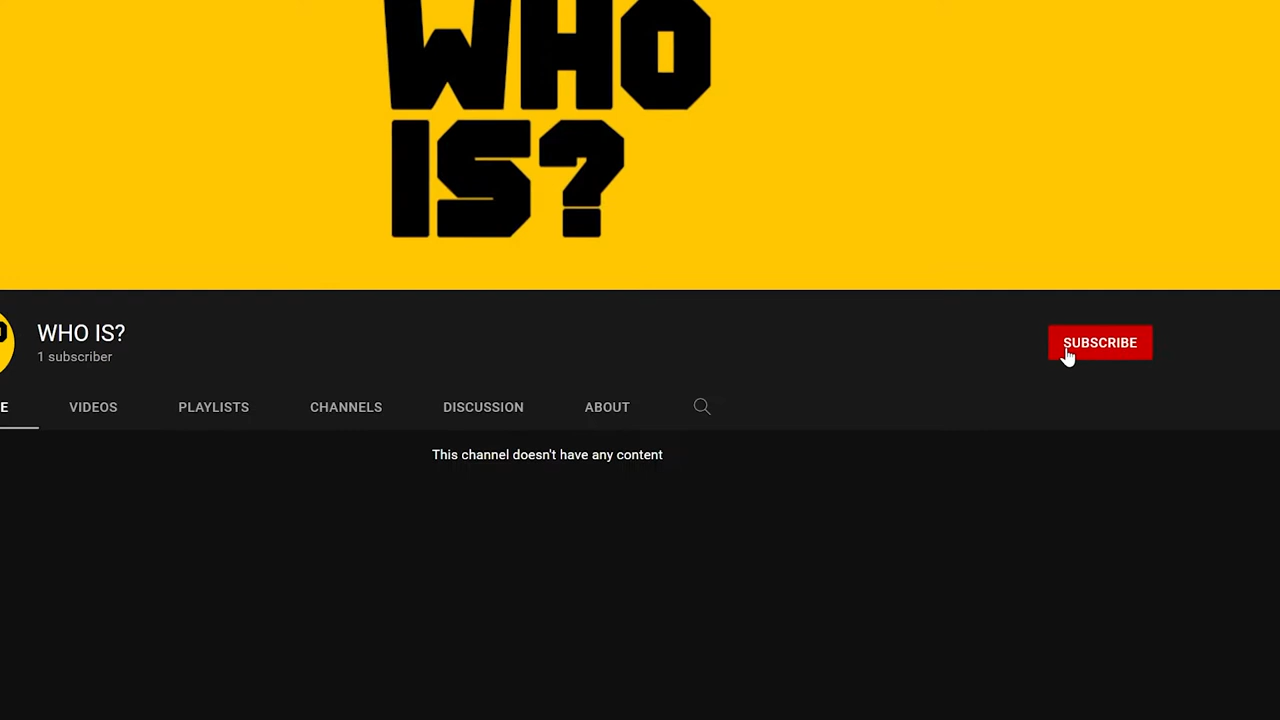 WHO
IS?
WHO IS?
1 subscriber
SUBSCRIBE
E
VIDEOS
PLAYLISTS
CHANNELS
DISCUSSION
ABOUT
This channel doesn't have any content